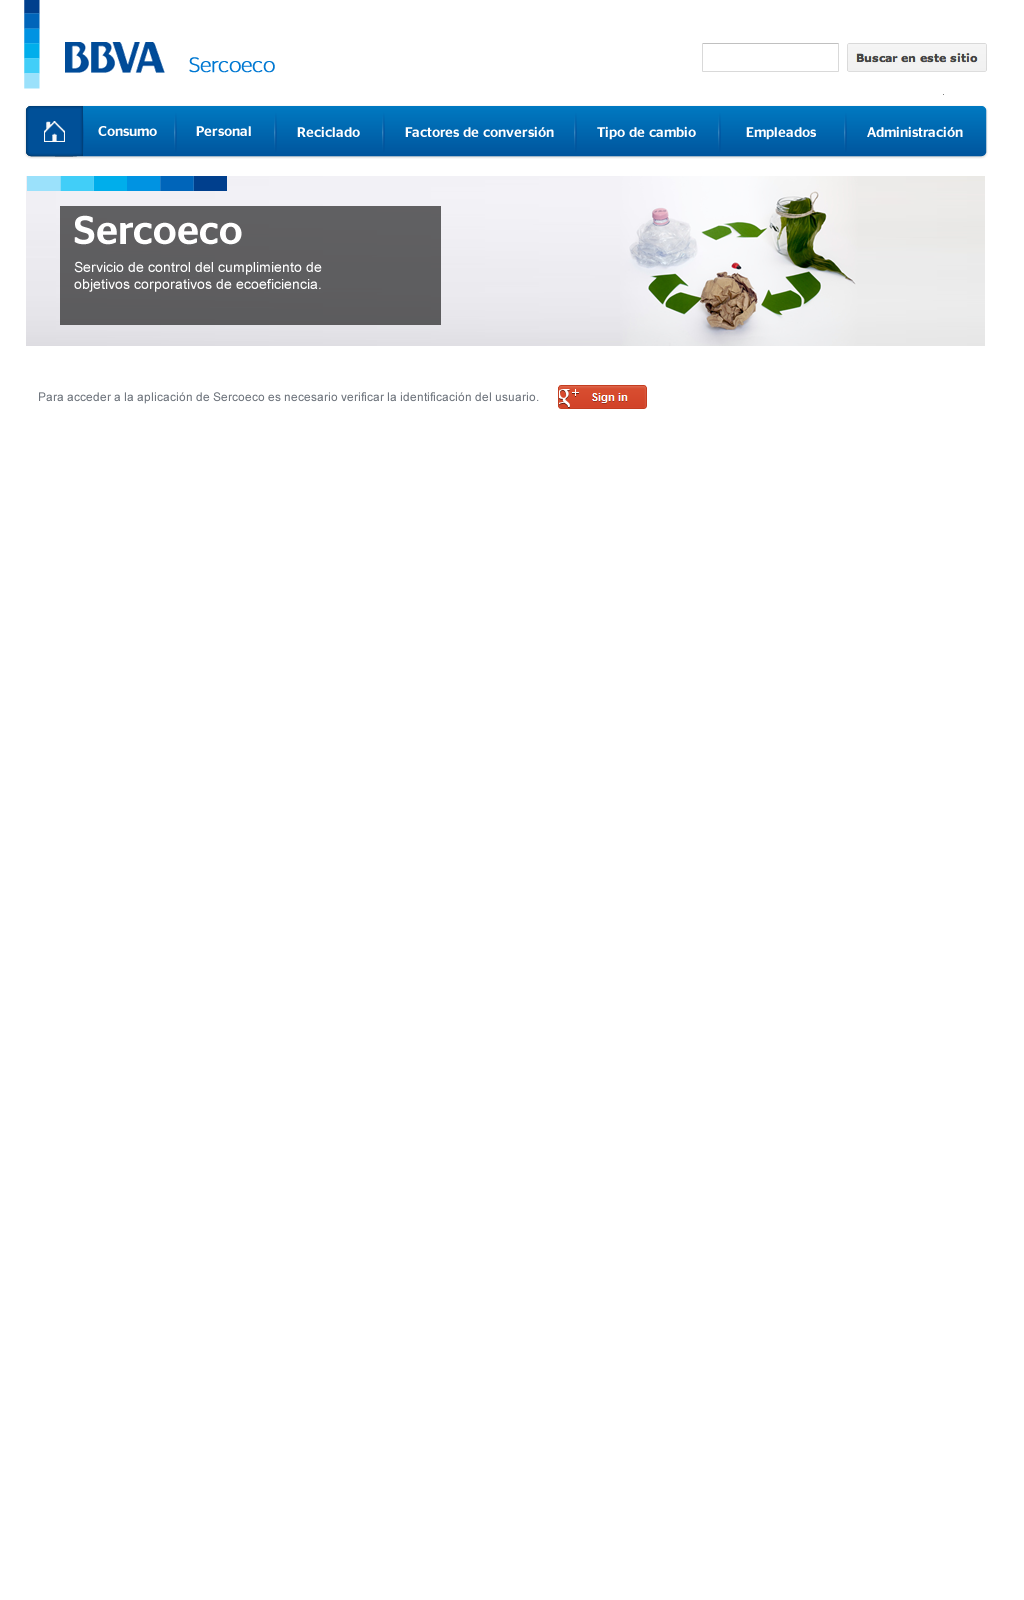 BBVA Sercoeco
Buscar en este sitio
Consumo Personal Reciclado Factores de conversión Tipo de cambio Empleados Administración
Sercoeco
Servicio de control del cumplimiento de
objetivos corporativos de ecoeficiencia.
Para acceder a la aplicación de Sercoeco es necesario verificar la identificación del usuario.
g+ Sign in